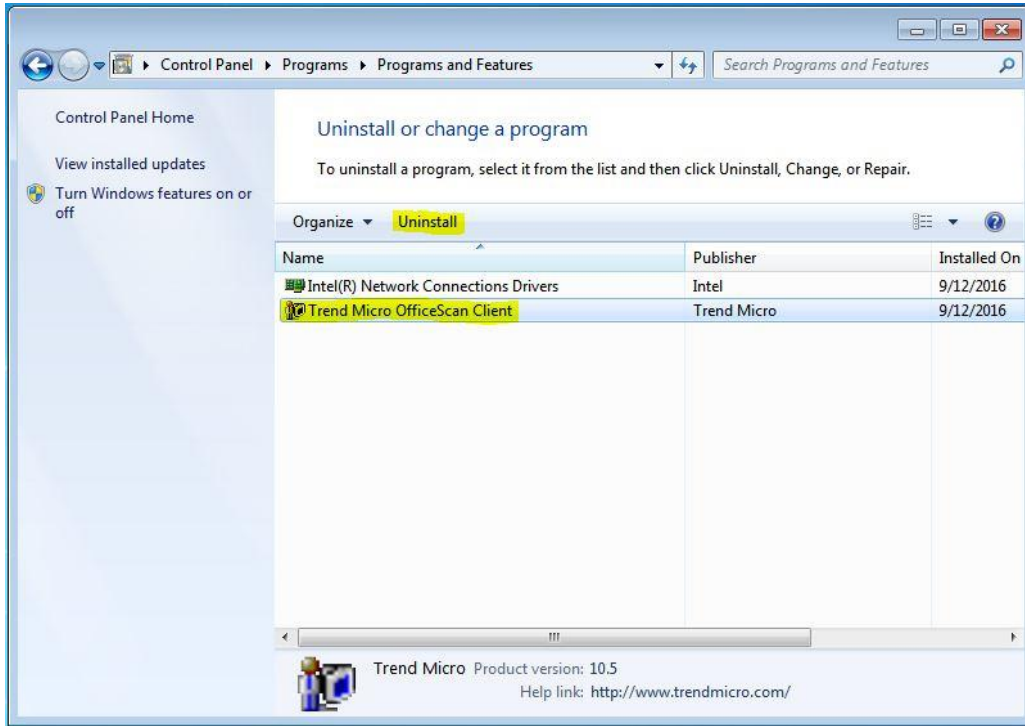 Control Panel Programs Programs and Features Search Programs and Features
Control Panel Home
View installed updates
Turn Windows features on or
off
Uninstall or change a program
To uninstall a program, select it from the list and then click Uninstall, Change, or Repair.
Organize Uninstall
Name Publisher Installed On
Intel(R) Network Connections Drivers Intel 9/12/2016
Trend Micro OfficeScan Client Trend Micro 9/12/2016
Trend Micro Product version: 10.5
Help link: http://www.trendmicro.com/